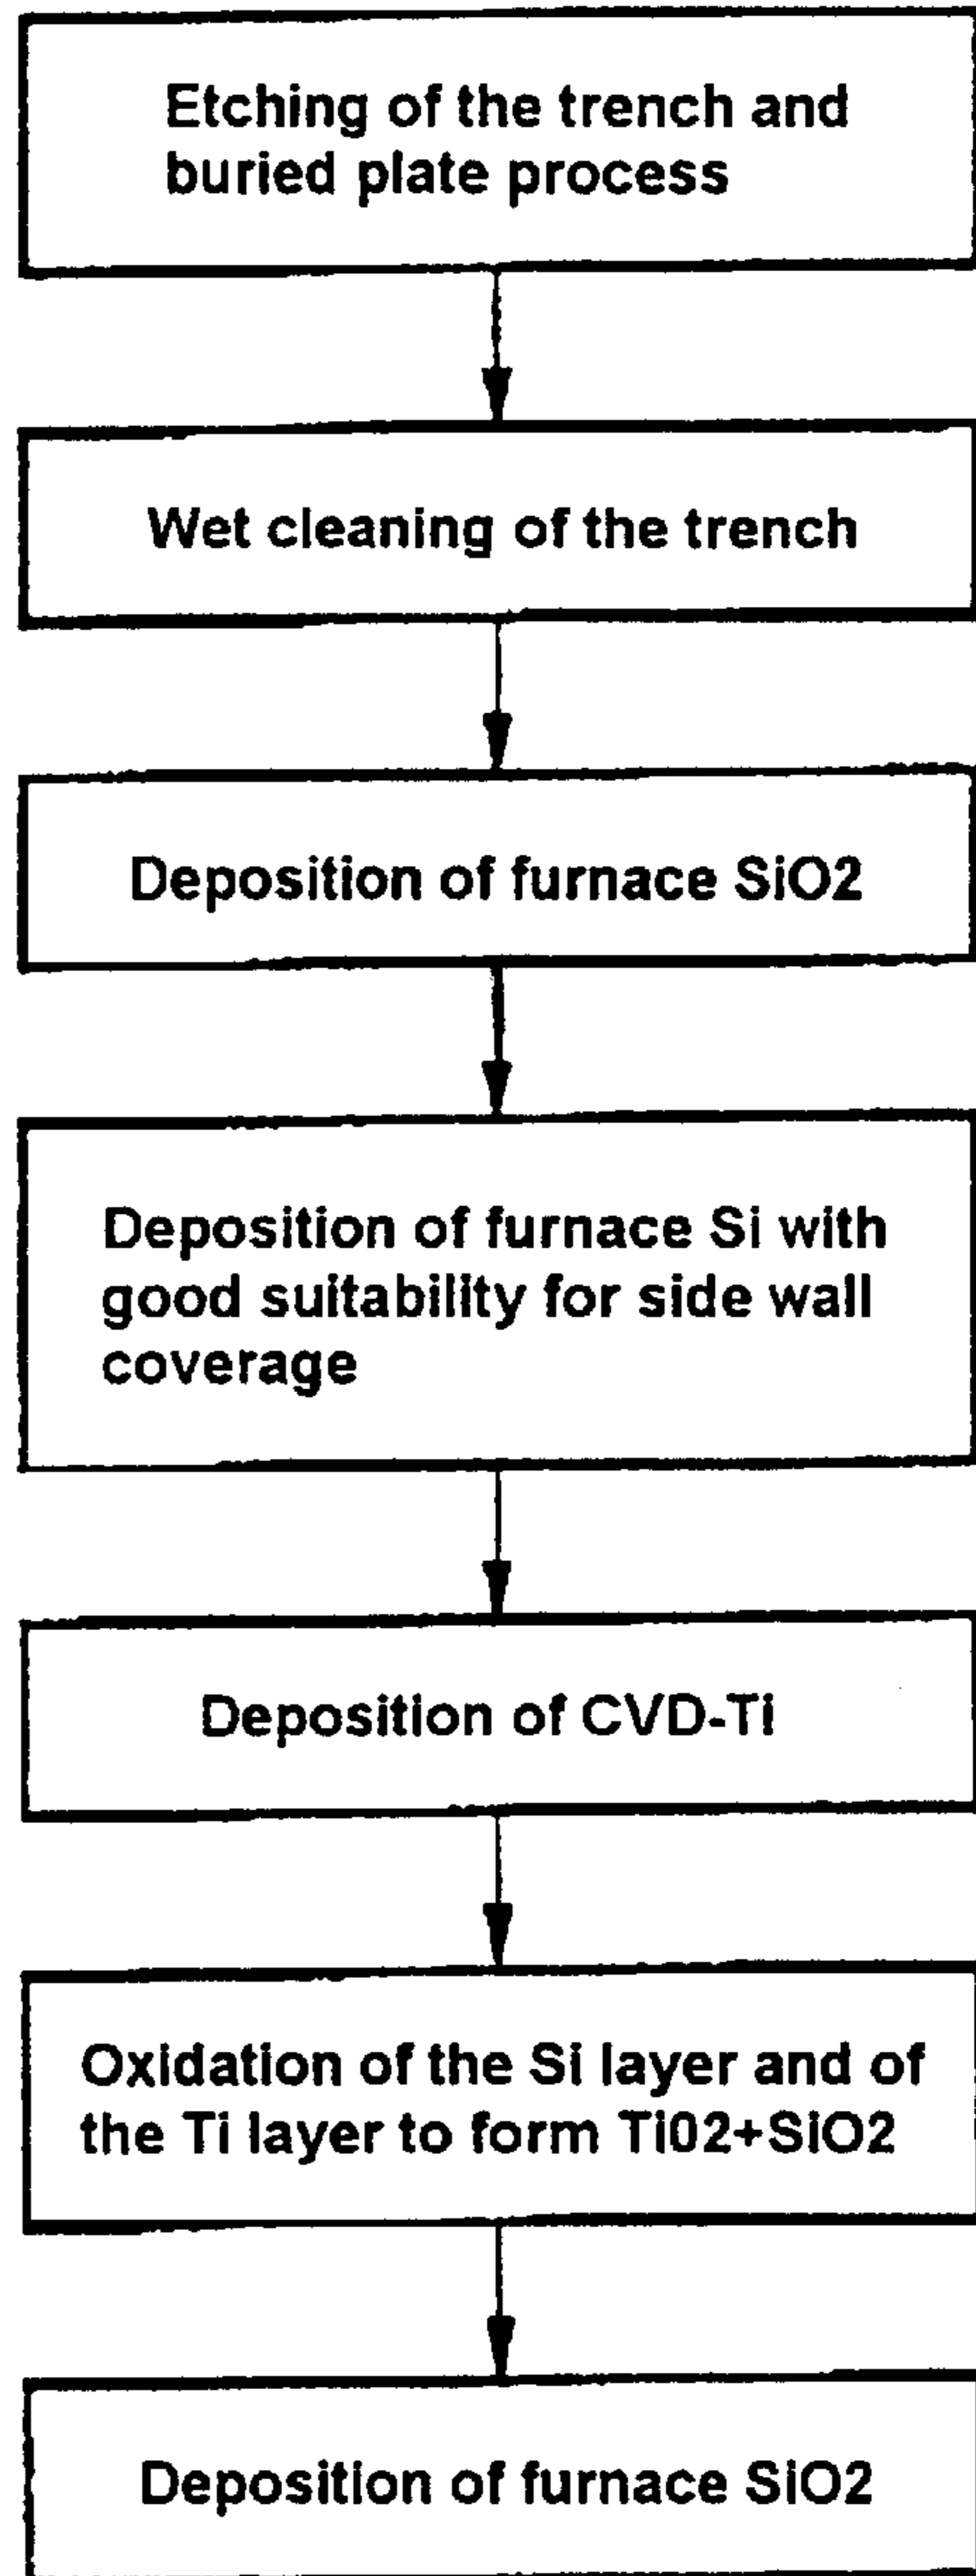 Etching of the trench and
buried plate process
Wet cleaning of the trench
Deposition of furnace SiO2
Deposition of furnace Si with
good suitability for side wall
coverage
Deposition of CVD-Ti
Oxidation of the Si layer and of
the Ti layer to form Ti02+SiO2
Deposition of furnace SiO2